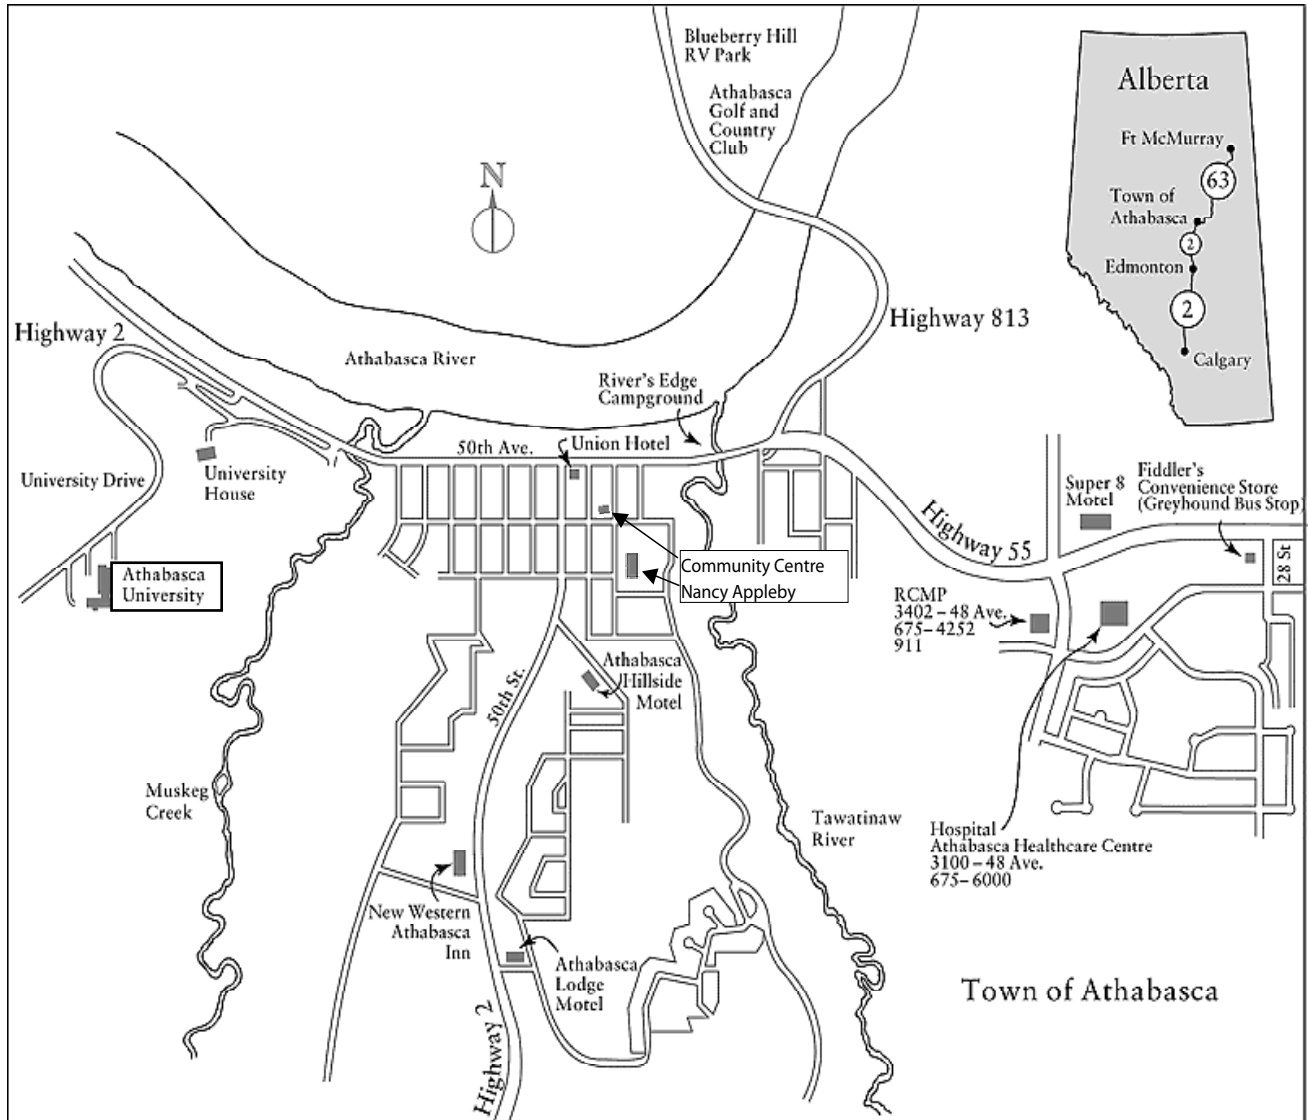 Blueberry Hill
RV Park
Athabasca
Golf and
Country
Club
Alberta
Ft McMurray
63
Town of
Athabasca
2
Edmonton
2
Calgary
N
Highway 2
Highway 813
Athabasca River
River's Edge
Campground
50th Ave.
Union Hotel
University Drive
University
House
Super 8
Motel
Fiddler's
Convenience Store
(Greyhound Bus Stop)
Highway 55
28 St
Athabasca
University
Community Centre
Nancy Appleby
RCMP
3402 – 48 Ave.
675 – 4252
911
Athabasca
Hillside
Motel
50th St.
Muskeg
Creek
Tawatinaw
River
Hospital
Athabasca Healthcare Centre
3100 – 48 Ave.
675 – 6000
New Western
Athabasca
Inn
Athabasca
Lodge
Motel
Highway 2
Town of Athabasca